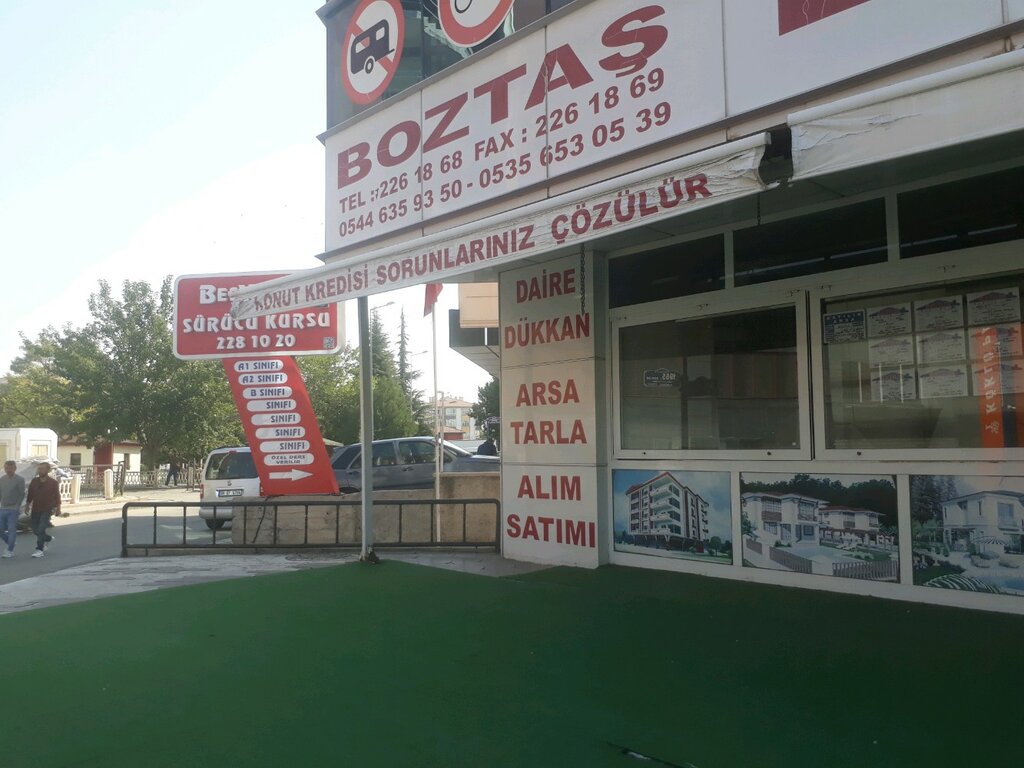 BOZTAŞ
TEL : 226 18 68 FAX : 226 18 69
0544 635 93 50 - 0535 653 05 39
KONUT KREDİSİ SORUNLARINIZ ÇÖZÜLÜR
SÜRÜCÜ KURSU
228 10 20
A1 SINIFI
A2 SINIFI
B SINIFI
SINIFI
SINIFI
SINIFI
SINIFI
ÖZEL DERS
VERİLİR
DAİRE
DÜKKAN
ARSA
TARLA
ALIM
SATIMI